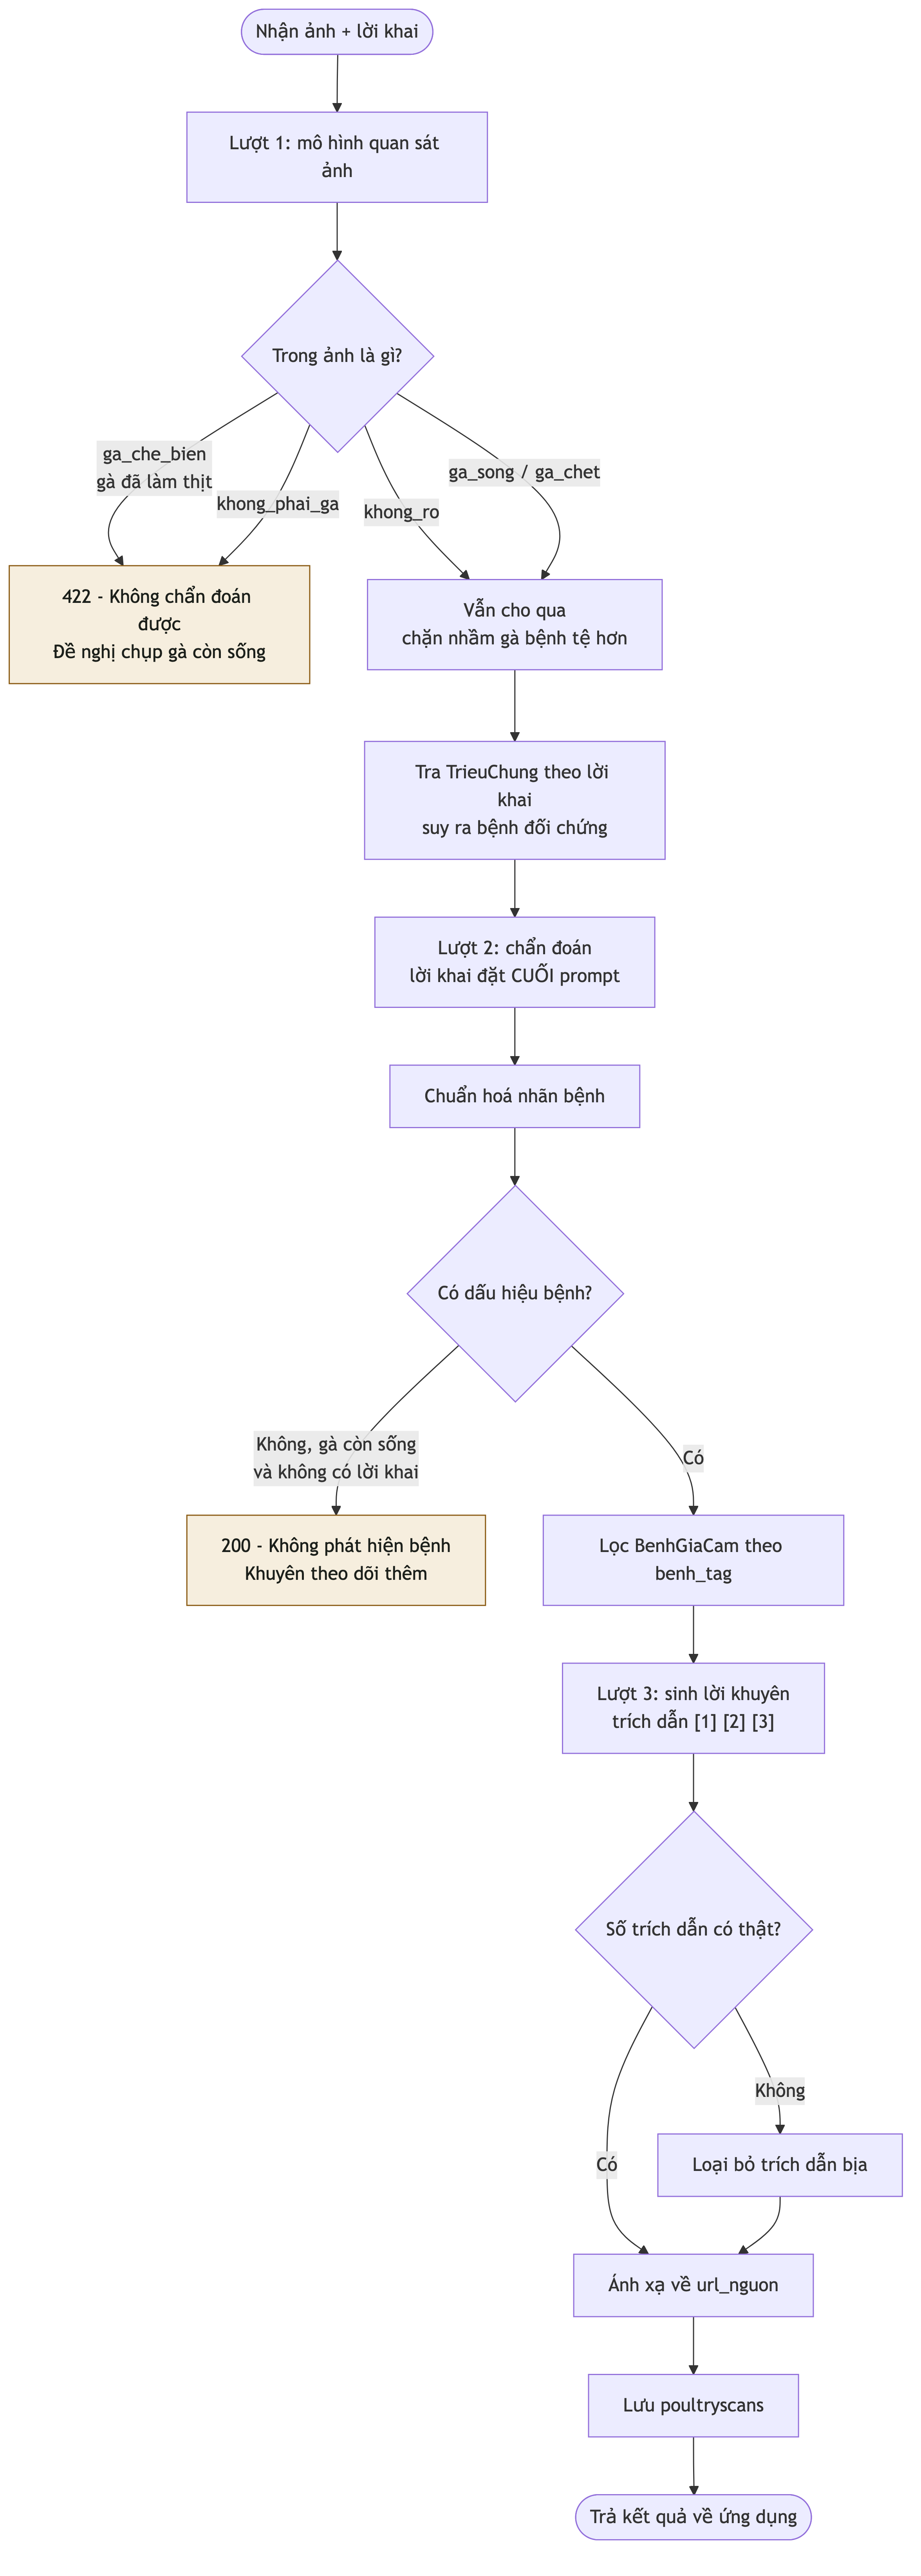 Nhận ảnh + lời khai
Lượt 1: mô hình quan sát
ảnh
Trong ảnh là gì?
ga_che_bien
gà đã làm thịt
khong_phai_ga
khong_ro
ga_song / ga_chet
422 - Không chẩn đoán
được
Đề nghị chụp gà còn sống
Vẫn cho qua
chặn nhầm gà bệnh tệ hơn
Tra TrieuChung theo lời
khai
suy ra bệnh đối chứng
Lượt 2: chẩn đoán
lời khai đặt CUỐI prompt
Chuẩn hoá nhãn bệnh
Có dấu hiệu bệnh?
Không, gà còn sống
và không có lời khai
Có
200 - Không phát hiện bệnh
Khuyên theo dõi thêm
Lọc BenhGiaCam theo
benh_tag
Lượt 3: sinh lời khuyên
trích dẫn [1] [2] [3]
Số trích dẫn có thật?
Không
Có
Loại bỏ trích dẫn bịa
Ánh xạ về url_nguon
Lưu poultryscans
Trả kết quả về ứng dụng